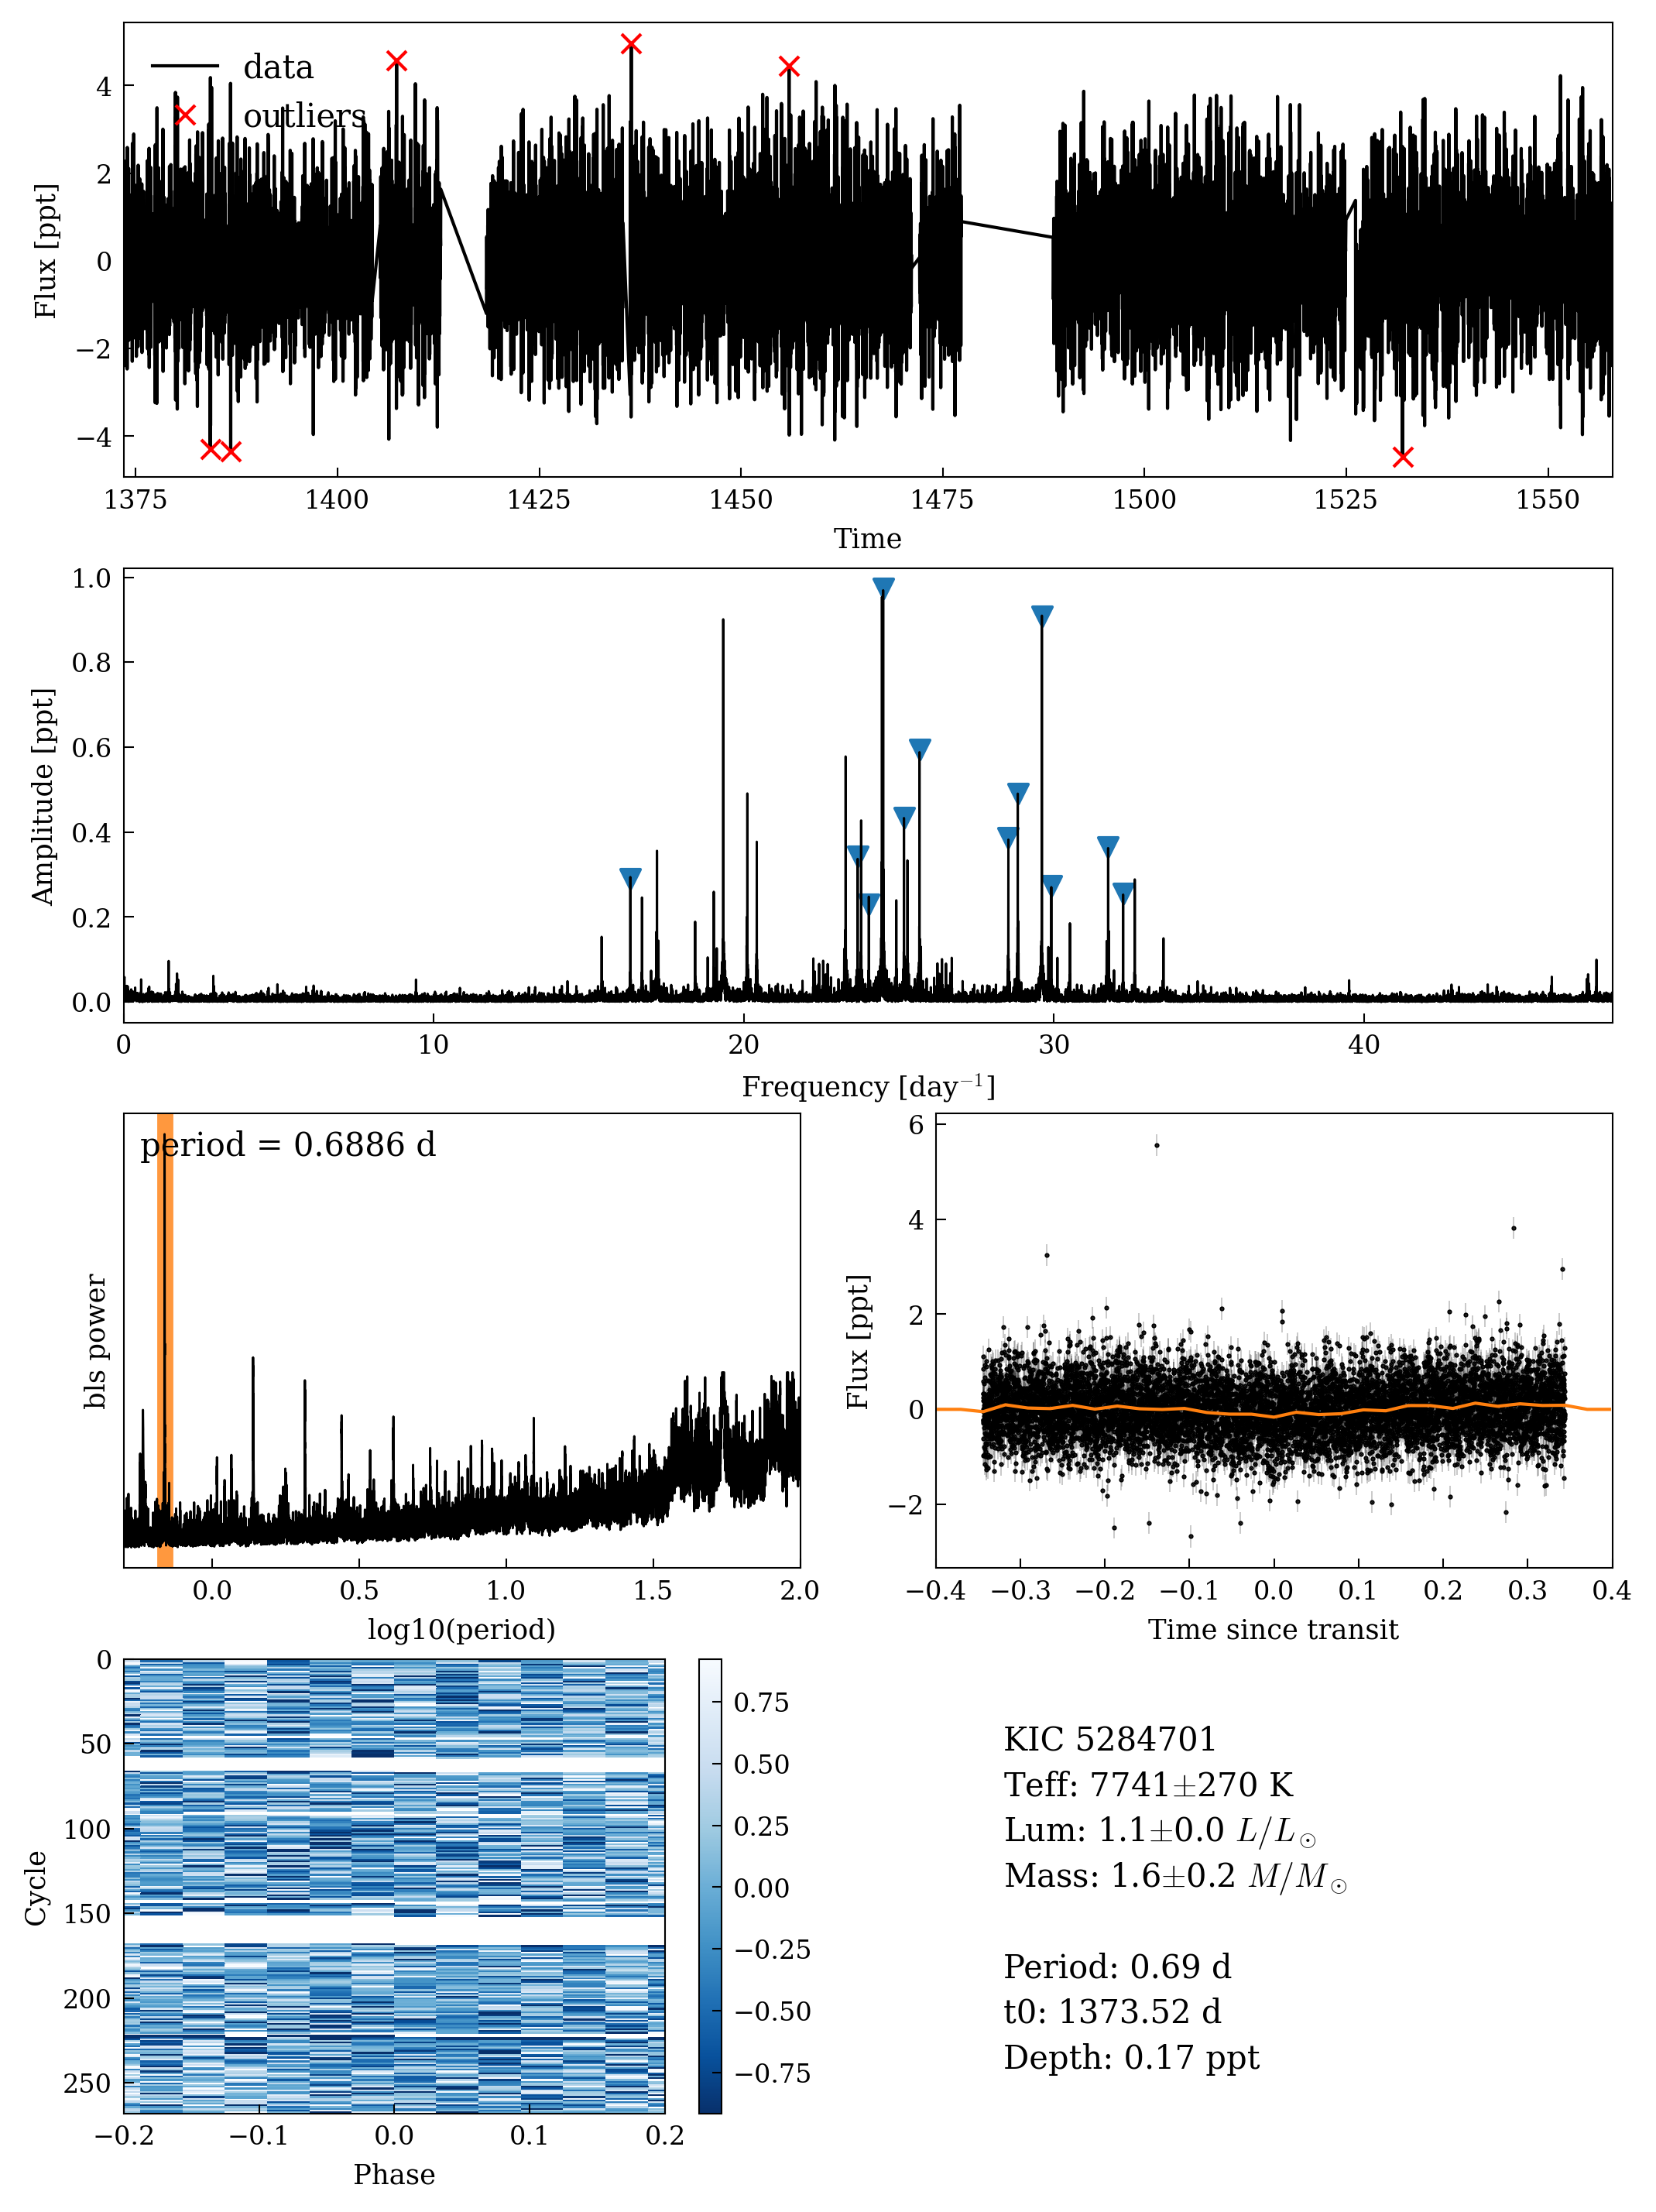 data
outliers
4
2
0
−2
−4
Flux [ppt]
1375 1400 1425 1450 1475 1500 1525 1550
Time
1.0
0.8
0.6
0.4
0.2
0.0
Amplitude [ppt]
0 10 20 30 40
Frequency [day⁻¹]
period = 0.6886 d
bls power
0.0 0.5 1.0 1.5 2.0
log10(period)
6
4
2
0
−2
Flux [ppt]
−0.4 −0.3 −0.2 −0.1 0.0 0.1 0.2 0.3 0.4
Time since transit
0
50
100
150
200
250
Cycle
−0.2 −0.1 0.0 0.1 0.2
Phase
0.75
0.50
0.25
0.00
−0.25
−0.50
−0.75
KIC 5284701
Teff: 7741±270 K
Lum: 1.1±0.0 L/L⊙
Mass: 1.6±0.2 M/M⊙
Period: 0.69 d
t0: 1373.52 d
Depth: 0.17 ppt